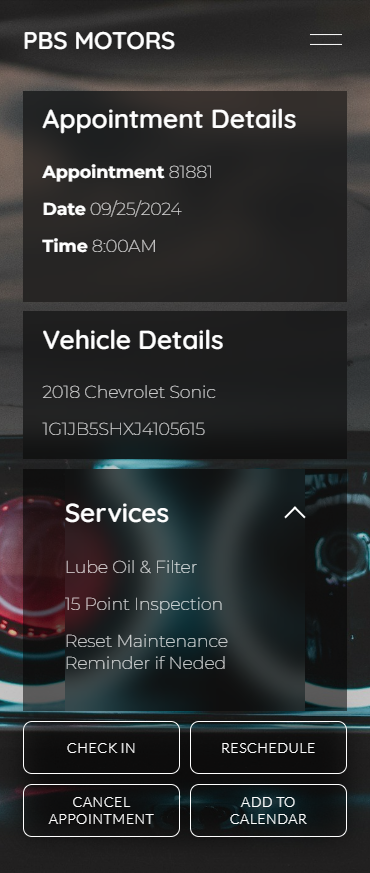 PBS MOTORS
Appointment Details
Appointment 81881
Date 09/25/2024
Time 8:00AM
Vehicle Details
2018 Chevrolet Sonic
1G1JB5SHXJ4105615
Services
Lube Oil & Filter
15 Point Inspection
Reset Maintenance
Reminder if Neded
CHECK IN
RESCHEDULE
CANCEL
APPOINTMENT
ADD TO
CALENDAR